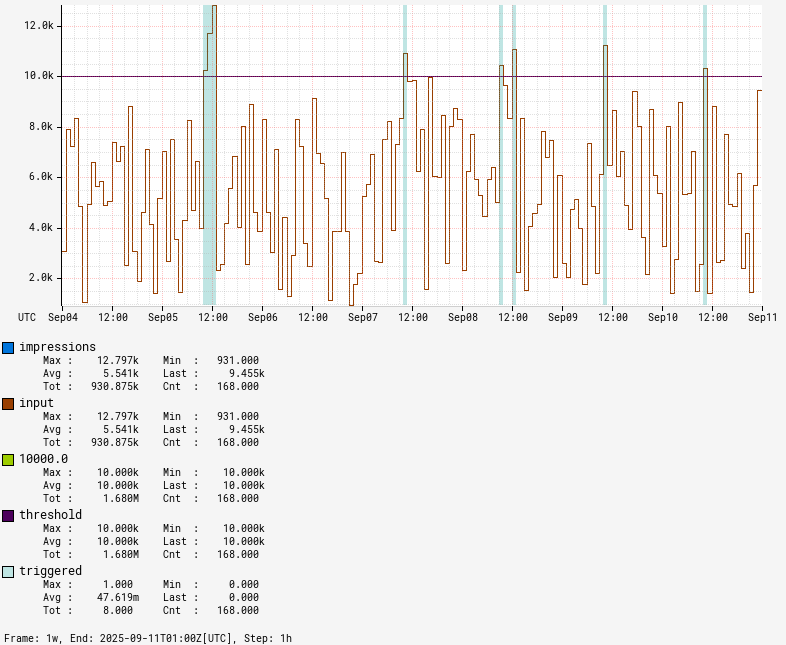 12.0k
10.0k
8.0k
6.0k
4.0k
2.0k
UTC Sep04 12:00 Sep05 12:00 Sep06 12:00 Sep07 12:00 Sep08 12:00 Sep09 12:00 Sep10 12:00 Sep11
impressions
Max : 12.797k Min : 931.000
Avg : 5.541k Last : 9.455k
Tot : 930.875k Cnt : 168.000
input
Max : 12.797k Min : 931.000
Avg : 5.541k Last : 9.455k
Tot : 930.875k Cnt : 168.000
10000.0
Max : 10.000k Min : 10.000k
Avg : 10.000k Last : 10.000k
Tot : 1.680M Cnt : 168.000
threshold
Max : 10.000k Min : 10.000k
Avg : 10.000k Last : 10.000k
Tot : 1.680M Cnt : 168.000
triggered
Max : 1.000 Min : 0.000
Avg : 47.619m Last : 0.000
Tot : 8.000 Cnt : 168.000
Frame: 1w, End: 2025-09-11T01:00Z[UTC], Step: 1h